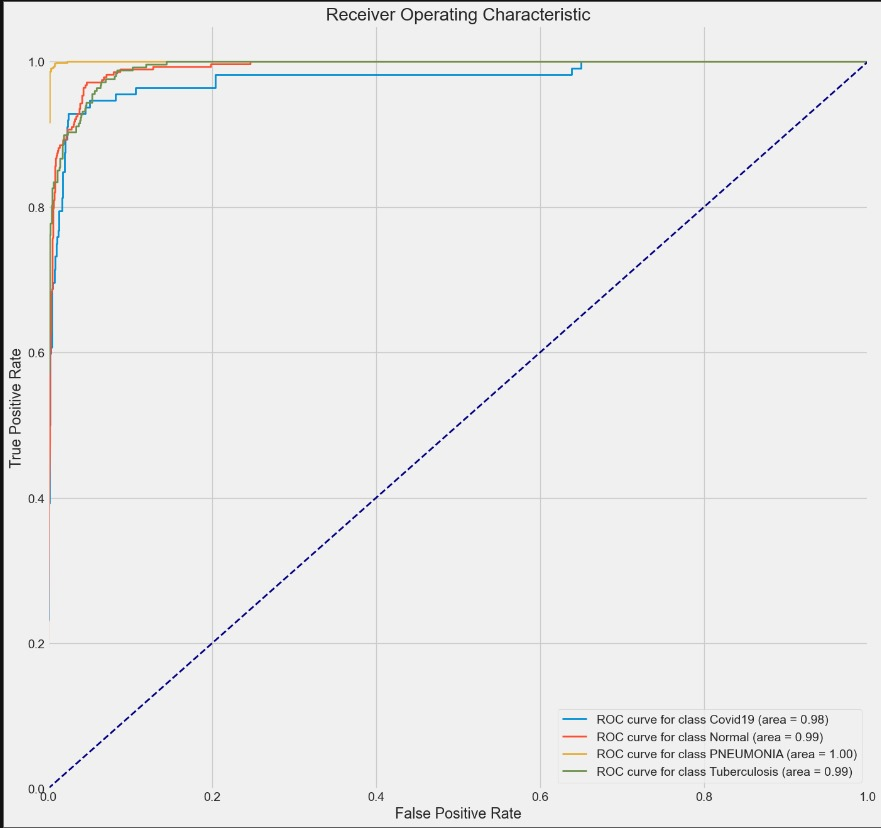 Receiver Operating Characteristic
1.0
0.8
0.6
0.4
0.2
0.0
True Positive Rate
ROC curve for class Covid19 (area = 0.98)
ROC curve for class Normal (area = 0.99)
ROC curve for class PNEUMONIA (area = 1.00)
ROC curve for class Tuberculosis (area = 0.99)
0.0 0.2 0.4 0.6 0.8 1.0
False Positive Rate